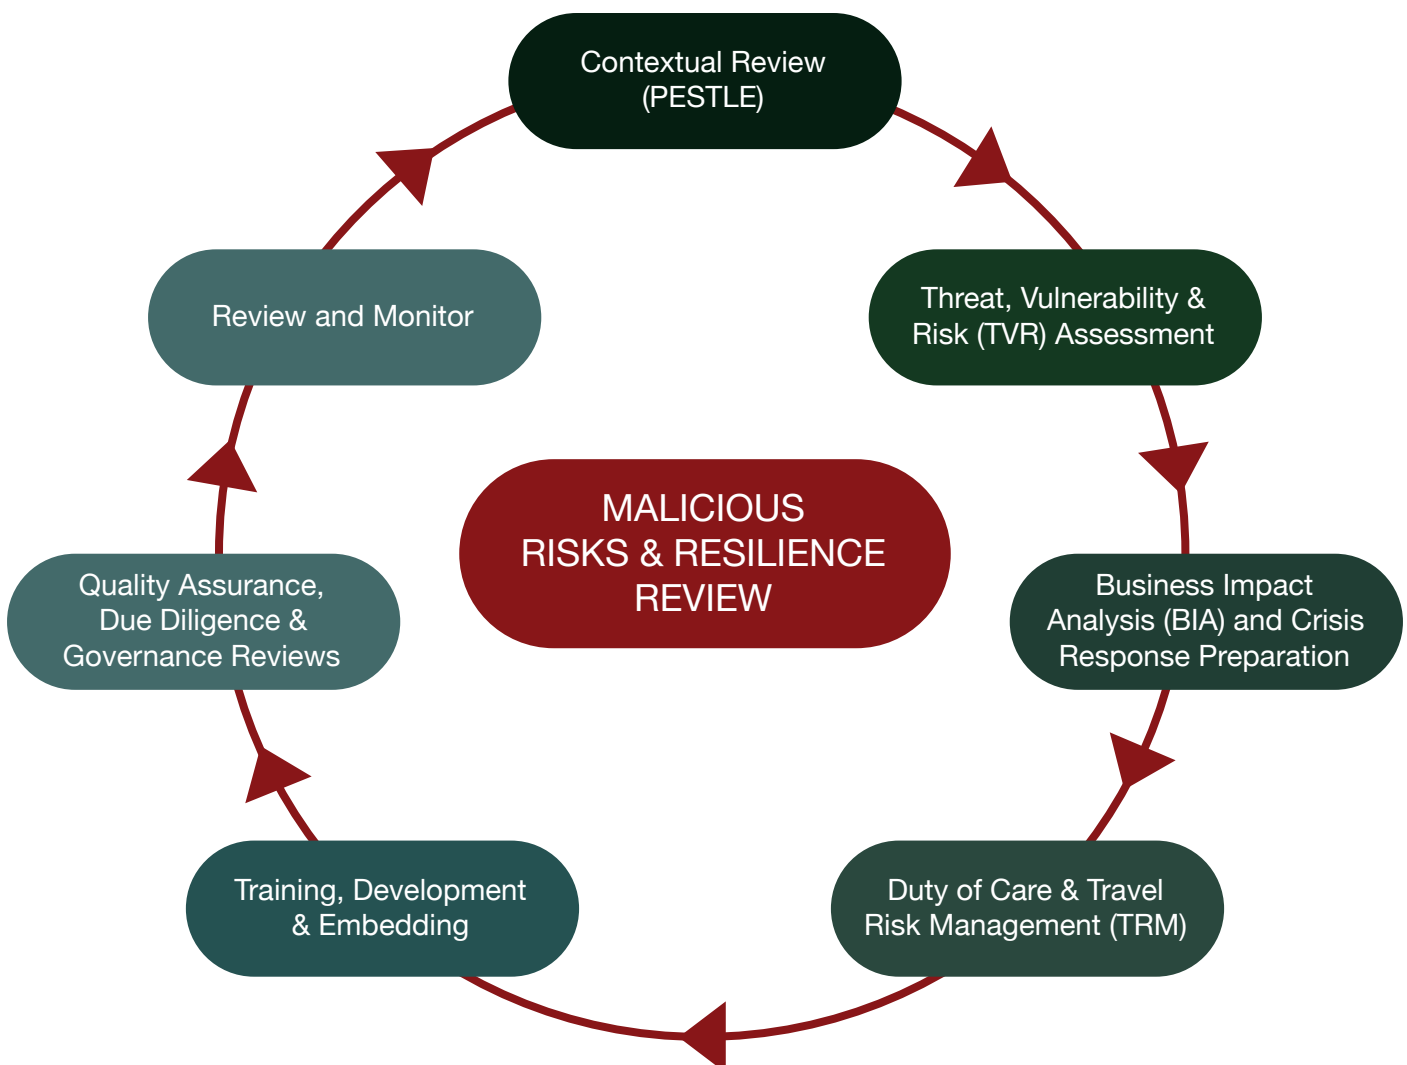 Contextual Review
(PESTLE)
Threat, Vulnerability &
Risk (TVR) Assessment
Business Impact
Analysis (BIA) and Crisis
Response Preparation
Duty of Care & Travel
Risk Management (TRM)
Training, Development
& Embedding
Quality Assurance,
Due Diligence &
Governance Reviews
Review and Monitor
MALICIOUS
RISKS & RESILIENCE
REVIEW